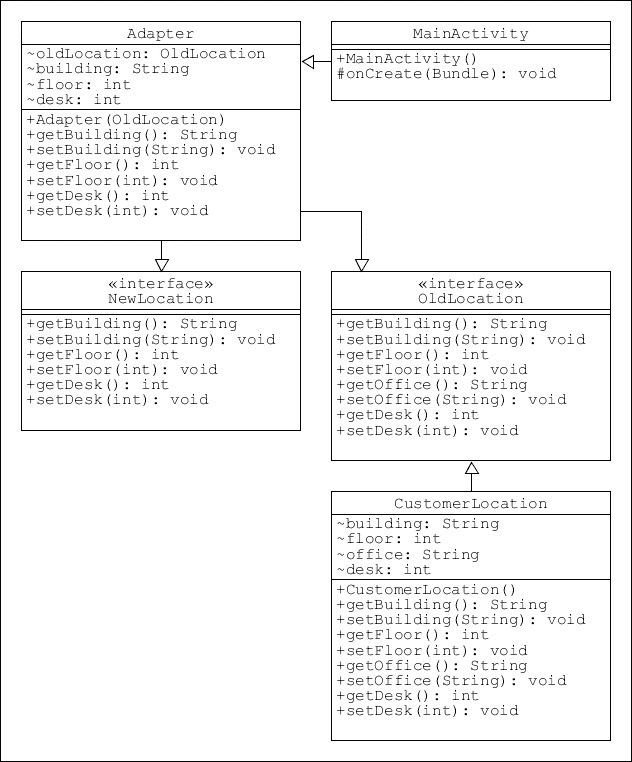 Adapter
~oldLocation: OldLocation
~building: String
~floor: int
~desk: int
+Adapter(OldLocation)
+getBuilding(): String
+setBuilding(String): void
+getFloor(): int
+setFloor(int): void
+getDesk(): int
+setDesk(int): void
MainActivity
+MainActivity()
#onCreate(Bundle): void
«interface»
NewLocation
+getBuilding(): String
+setBuilding(String): void
+getFloor(): int
+setFloor(int): void
+getDesk(): int
+setDesk(int): void
«interface»
OldLocation
+getBuilding(): String
+setBuilding(String): void
+getFloor(): int
+setFloor(int): void
+getOffice(): String
+setOffice(String): void
+getDesk(): int
+setDesk(int): void
CustomerLocation
~building: String
~floor: int
~office: String
~desk: int
+CustomerLocation()
+getBuilding(): String
+setBuilding(String): void
+getFloor(): int
+setFloor(int): void
+getOffice(): String
+setOffice(String): void
+getDesk(): int
+setDesk(int): void